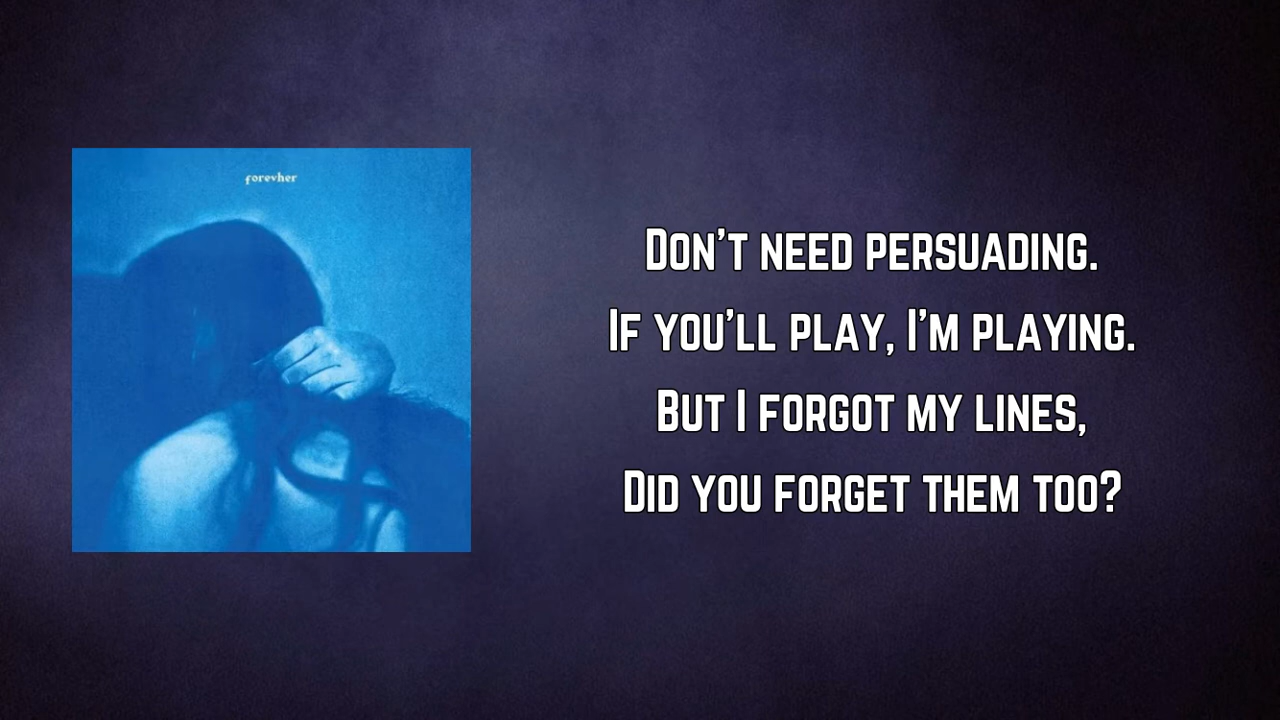 forevher
Don't need persuading.
If you'll play, I'm playing.
But I forgot my lines,
Did you forget them too?